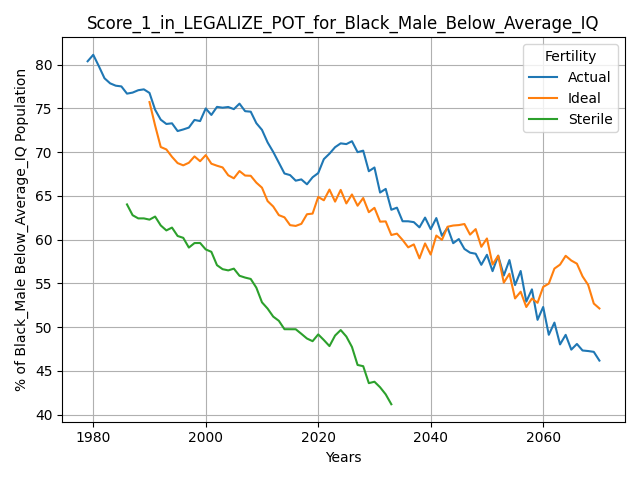 Score_1_in_LEGALIZE_POT_for_Black_Male_Below_Average_IQ
% of Black_Male Below_Average_IQ Population
80
75
70
65
60
55
50
45
40
Fertility
Actual
Ideal
Sterile
1980 2000 2020 2040 2060
Years